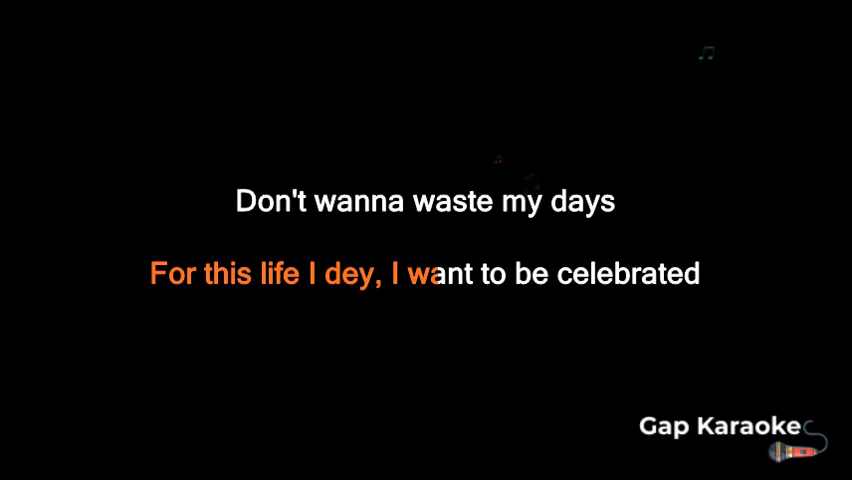 Don't wanna waste my days
For this life I dey, I want to be celebrated
Gap Karaoke